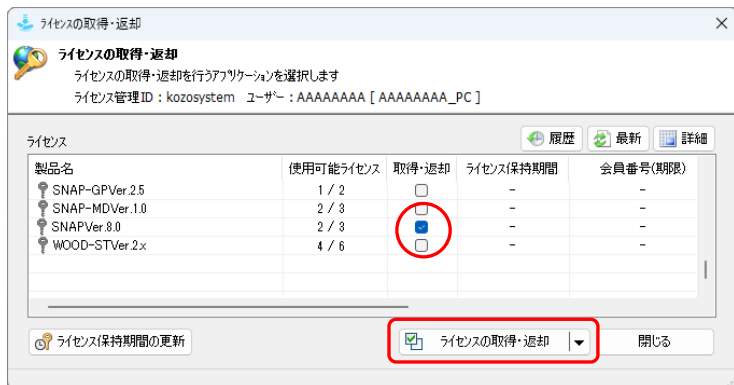 ライセンスの取得・返却
ライセンスの取得・返却
ライセンスの取得・返却を行うアプリケーションを選択します
ライセンス管理ID：kozosystem ユーザー：AAAAAAAA [ AAAAAAAA_PC ]
ライセンス 履歴 最新 詳細
製品名 使用可能ライセンス 取得・返却 ライセンス保持期間 会員番号(期限)
SNAP-GPVer.2.5 1 / 2 - -
SNAP-MDVer.1.0 2 / 3 - -
SNAPVer.8.0 2 / 3 - -
WOOD-STVer.2x 4 / 6 - -
ライセンス保持期間の更新 ライセンスの取得・返却 閉じる